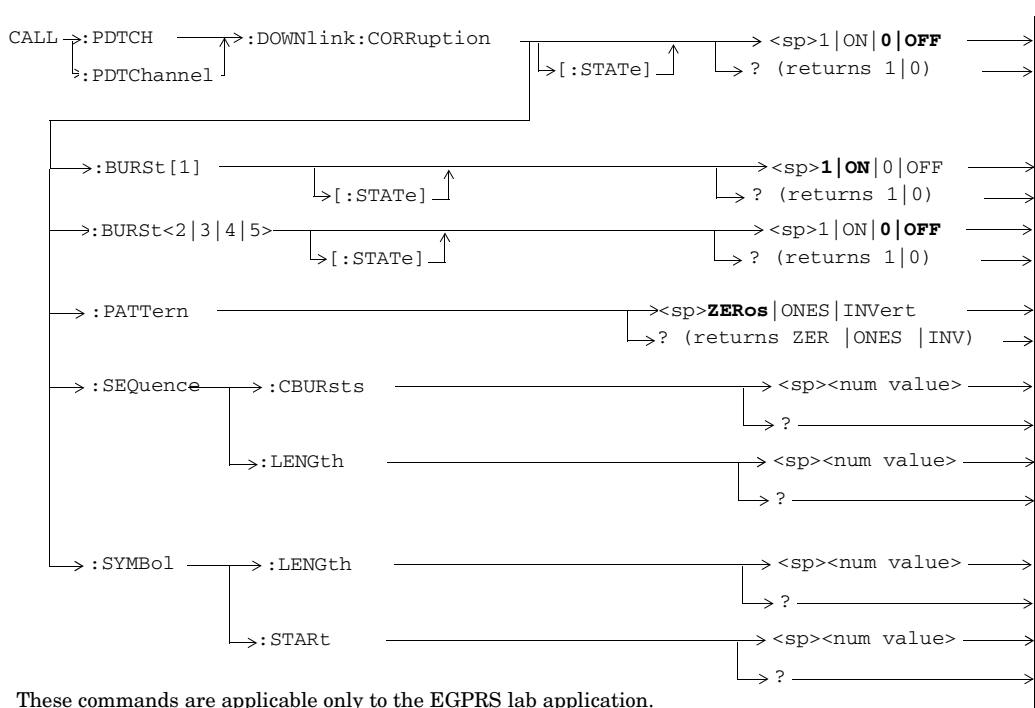 CALL :PDTCH :DOWNlink:CORRuption <sp>1|ON|0|OFF
:PDTChannel [:STATe] ? (returns 1|0)
:BURSt[1] <sp>1|ON|0|OFF
[:STATe] ? (returns 1|0)
:BURSt<2|3|4|5> <sp>1|ON|0|OFF
[:STATe] ? (returns 1|0)
:PATTern <sp>ZERos|ONES|INVert
? (returns ZER |ONES |INV)
:SEQuence :CBURsts <sp><num value>
?
:LENGth <sp><num value>
?
:SYMBol :LENGth <sp><num value>
?
:STARt <sp><num value>
?
These commands are applicable only to the EGPRS lab application.